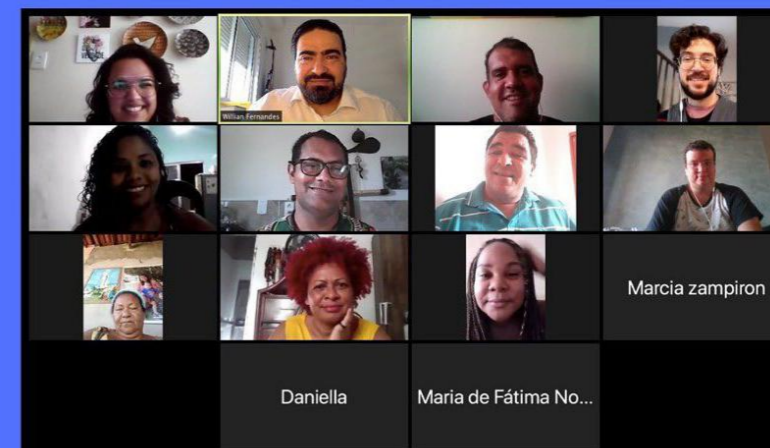 Willian Fernandes
Marcia zampiron
Daniella
Maria de Fátima No...